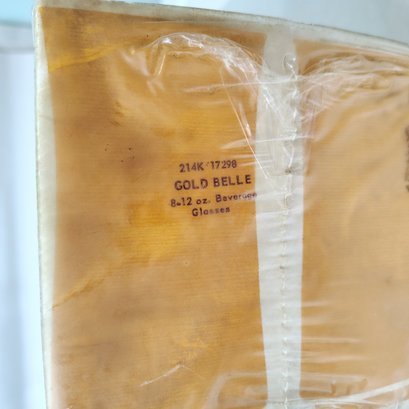 214K 17298
GOLD BELLE
8-12 oz. Beverage
Glasses